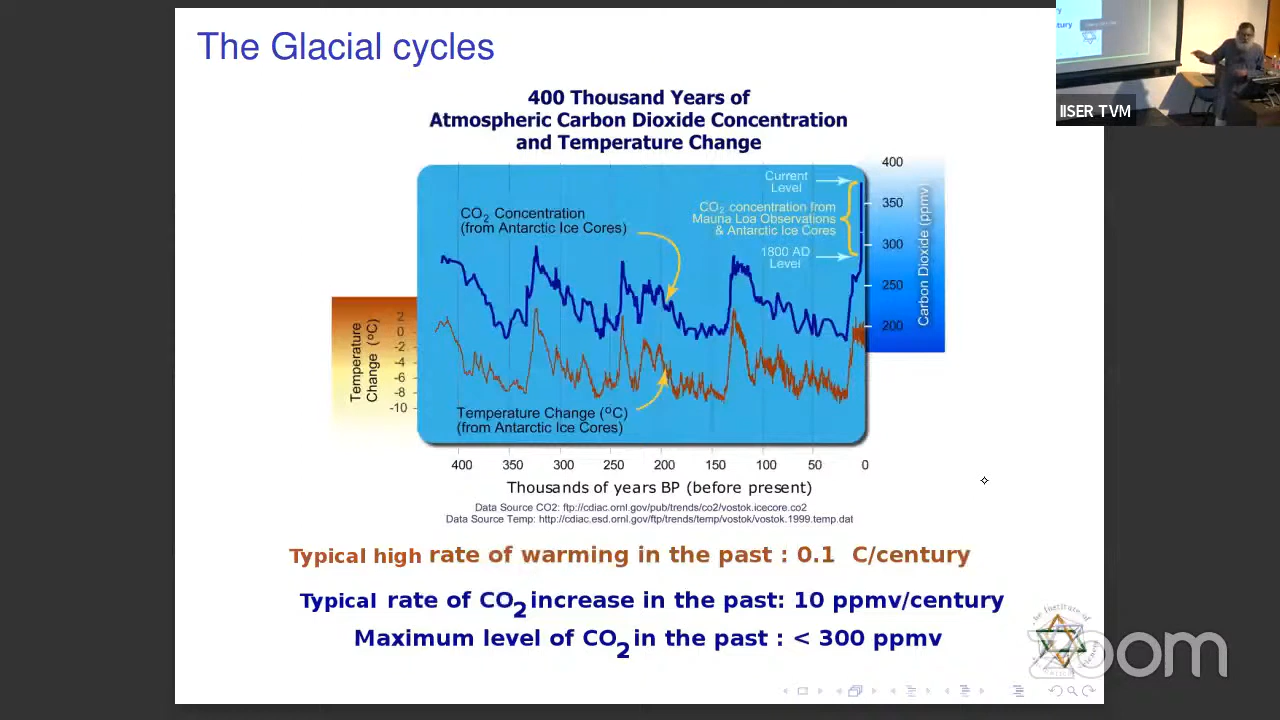 The Glacial cycles
IISER TVM
400 Thousand Years of
Atmospheric Carbon Dioxide Concentration
and Temperature Change
Current
Level
CO2 concentration from
Mauna Loa Observations
& Antarctic Ice Cores
1800 AD
Level
CO2 Concentration
(from Antarctic Ice Cores)
400
350
300
250
200
Carbon Dioxide (ppmv)
Temperature
Change (ºC)
2
0
-2
-4
-6
-8
-10
Temperature Change (ºC)
(from Antarctic Ice Cores)
400 350 300 250 200 150 100 50 0
Thousands of years BP (before present)
Data Source CO2: ftp://cdiac.ornl.gov/pub/trends/co2/vostok.icecore.co2
Data Source Temp: http://cdiac.esd.ornl.gov/ftp/trends/temp/vostok/vostok.1999.temp.dat
Typical high rate of warming in the past : 0.1 C/century
Typical rate of CO2 increase in the past: 10 ppmv/century
Maximum level of CO2 in the past : < 300 ppmv
zoom